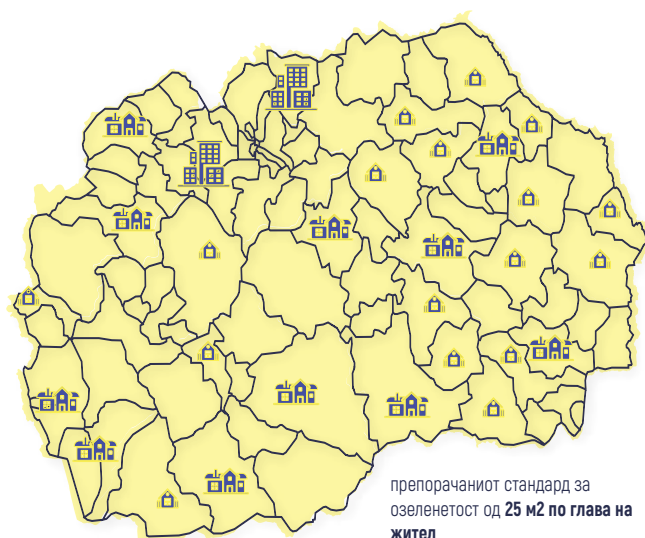 препорачаниот стандард за
озеленетост од 25 м2 по глава на
жител